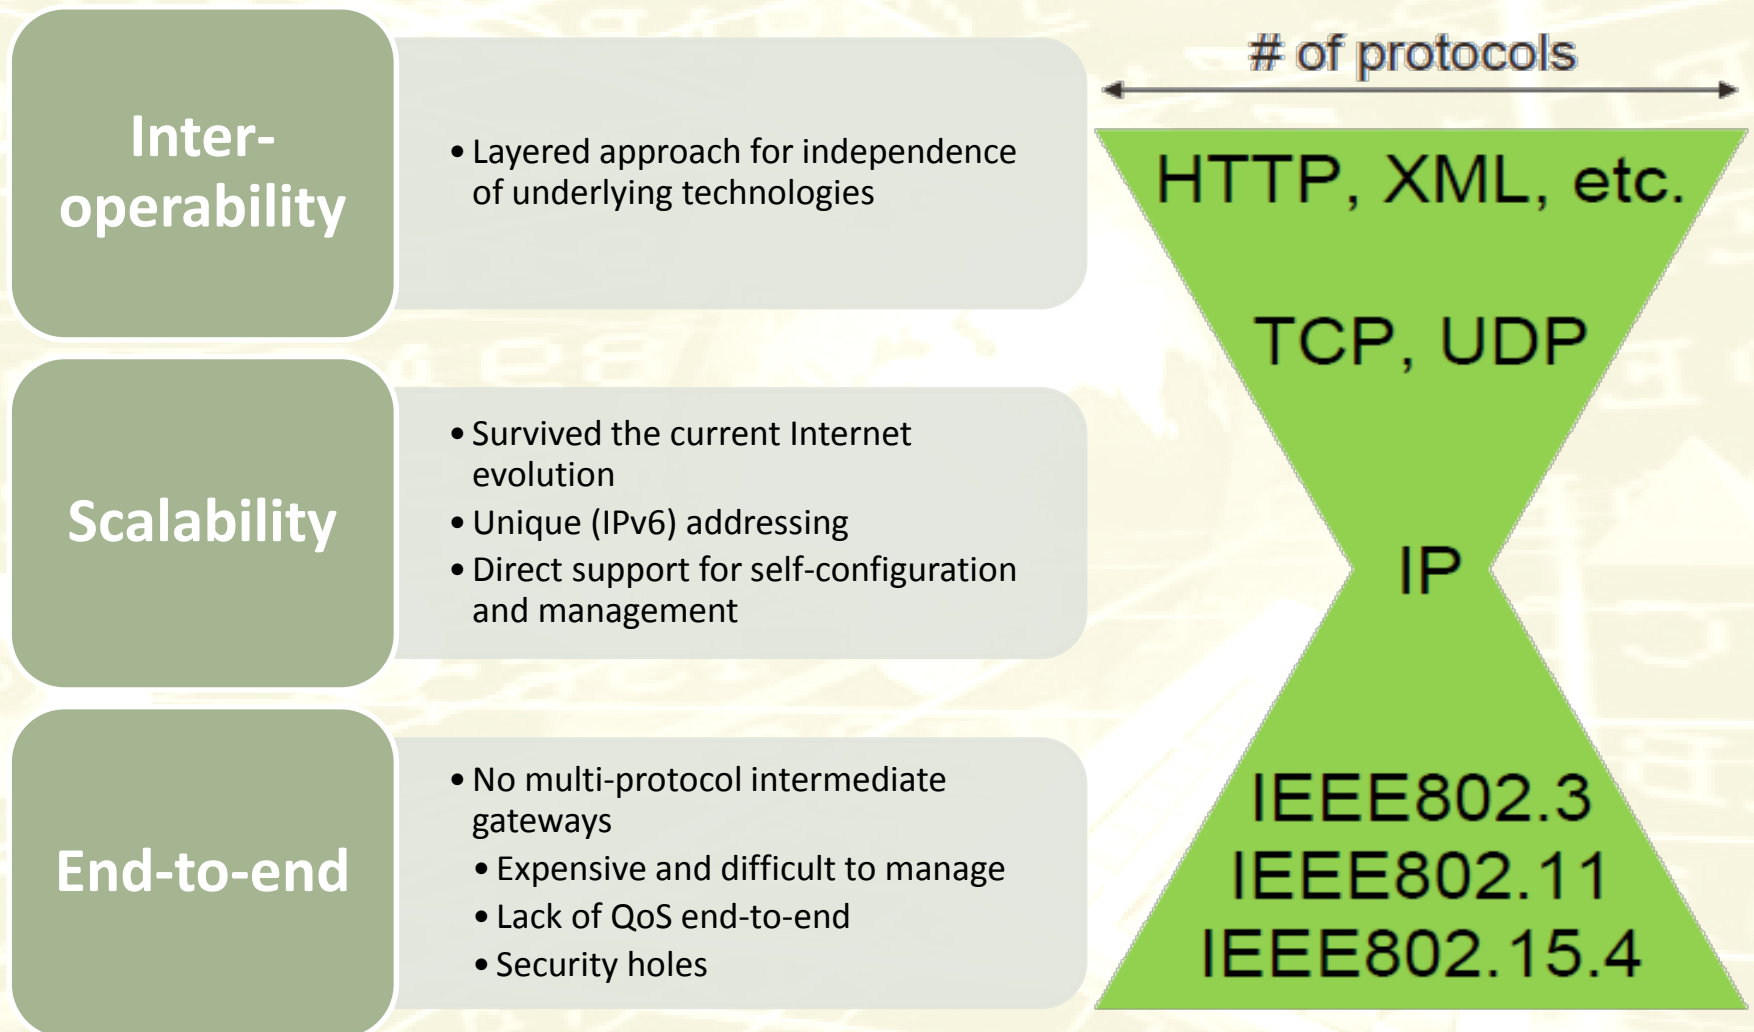 Inter-
operability
• Layered approach for independence
of underlying technologies
Scalability
• Survived the current Internet
evolution
• Unique (IPv6) addressing
• Direct support for self-configuration
and management
End-to-end
• No multi-protocol intermediate
gateways
• Expensive and difficult to manage
• Lack of QoS end-to-end
• Security holes
# of protocols
HTTP, XML, etc.
TCP, UDP
IP
IEEE802.3
IEEE802.11
IEEE802.15.4